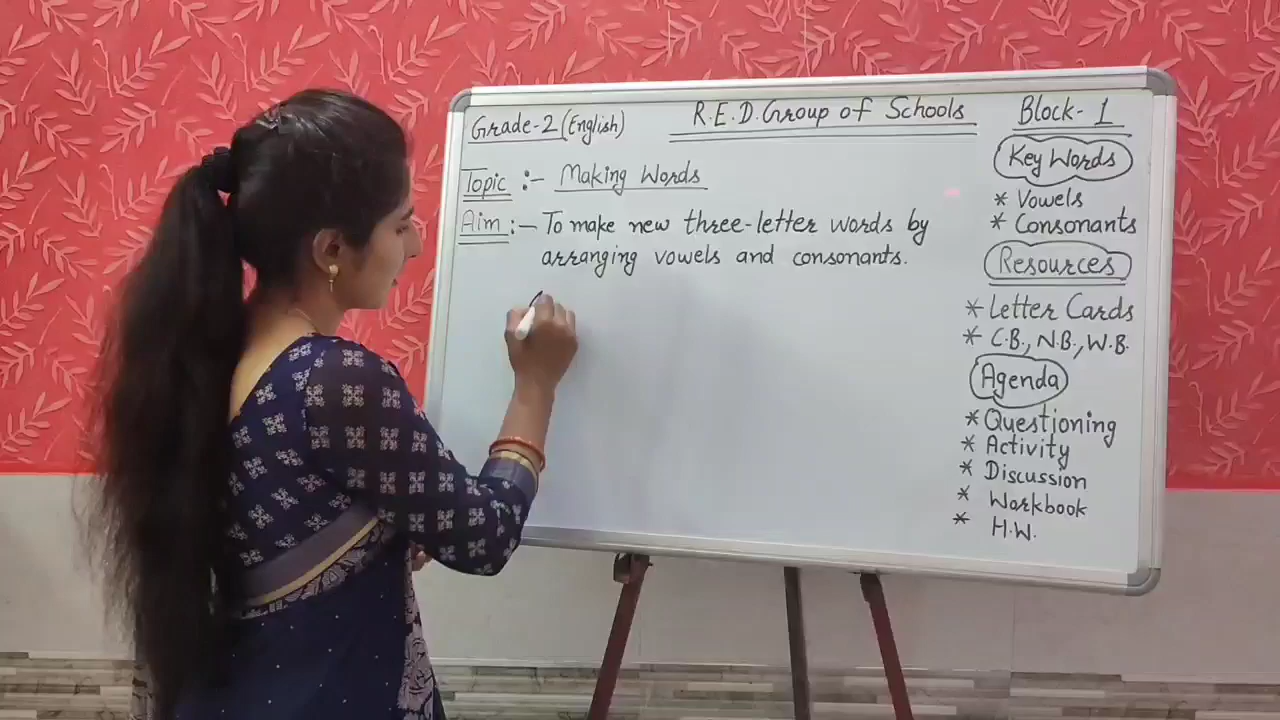 Grade-2 (English)
R.E.D. Group of Schools
Block-1
Topic :- Making Words
Aim :- To make new three-letter words by
arranging vowels and consonants.
Key Words
* Vowels
* Consonants
Resources
* Letter Cards
* C.B., N.B., W.B.
Agenda
* Questioning
* Activity
* Discussion
* Workbook
* H.W.